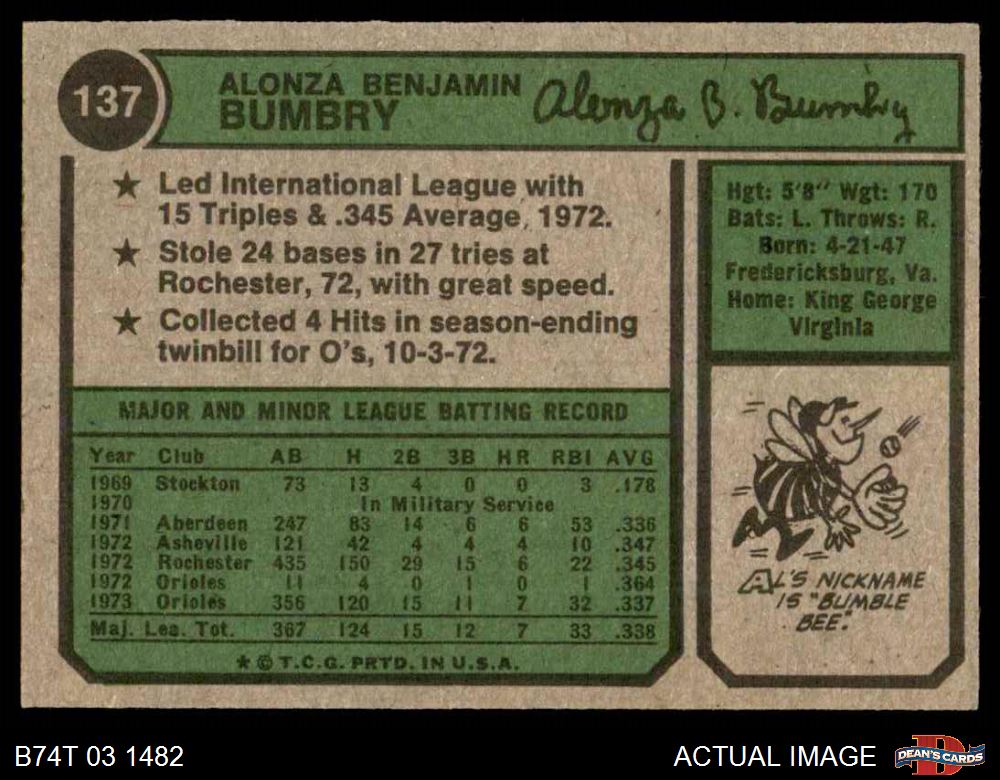 137
ALONZA BENJAMIN
BUMBRY
Alonza B. Bumbry
★ Led International League with
15 Triples & .345 Average, 1972.
★ Stole 24 bases in 27 tries at
Rochester, 72, with great speed.
★ Collected 4 Hits in season-ending
twinbill for O's, 10-3-72.
Hgt: 5'8" Wgt: 170
Bats: L. Throws: R.
Born: 4-21-47
Fredericksburg, Va.
Home: King George
Virginia
MAJOR AND MINOR LEAGUE BATTING RECORD
Year Club AB H 2B 3B HR RBI AVG
1969 Stockton 73 13 4 0 0 3 .178
1970 In Military Service
1971 Aberdeen 247 83 14 6 6 53 .336
1972 Asheville 121 42 4 4 4 10 .347
1972 Rochester 435 150 29 15 6 22 .345
1972 Orioles 11 4 0 1 0 1 .364
1973 Orioles 356 120 15 11 7 32 .337
Maj. Lea. Tot. 367 124 15 12 7 33 .338
★ © T.C.G. PRTD. IN U.S.A.
AL'S NICKNAME
IS "BUMBLE
BEE."
B74T 03 1482
ACTUAL IMAGE
D
DEAN'S CARDS